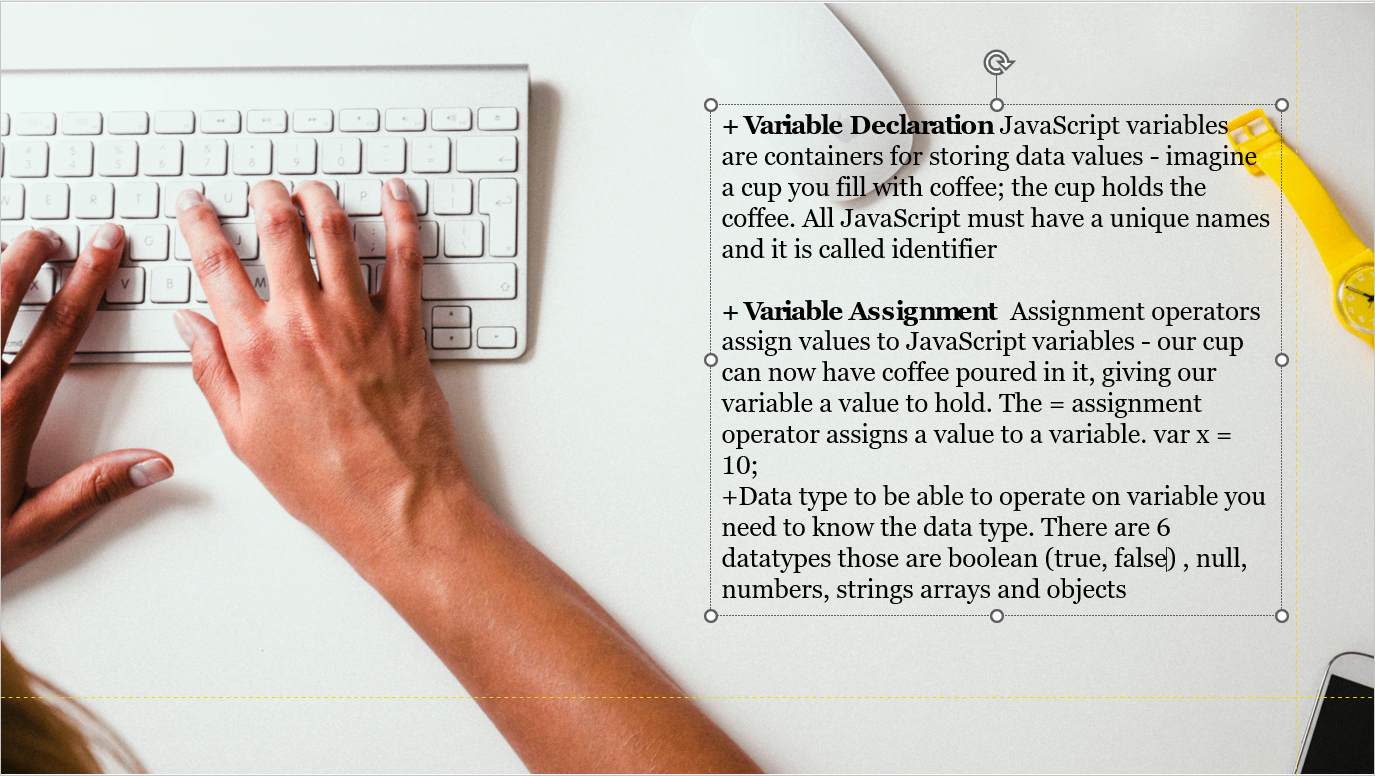 + Variable Declaration JavaScript variables
are containers for storing data values - imagine
a cup you fill with coffee; the cup holds the
coffee. All JavaScript must have a unique names
and it is called identifier
+ Variable Assignment  Assignment operators
assign values to JavaScript variables - our cup
can now have coffee poured in it, giving our
variable a value to hold. The = assignment
operator assigns a value to a variable. var x =
10;
+Data type to be able to operate on variable you
need to know the data type. There are 6
datatypes those are boolean (true, false) , null,
numbers, strings arrays and objects